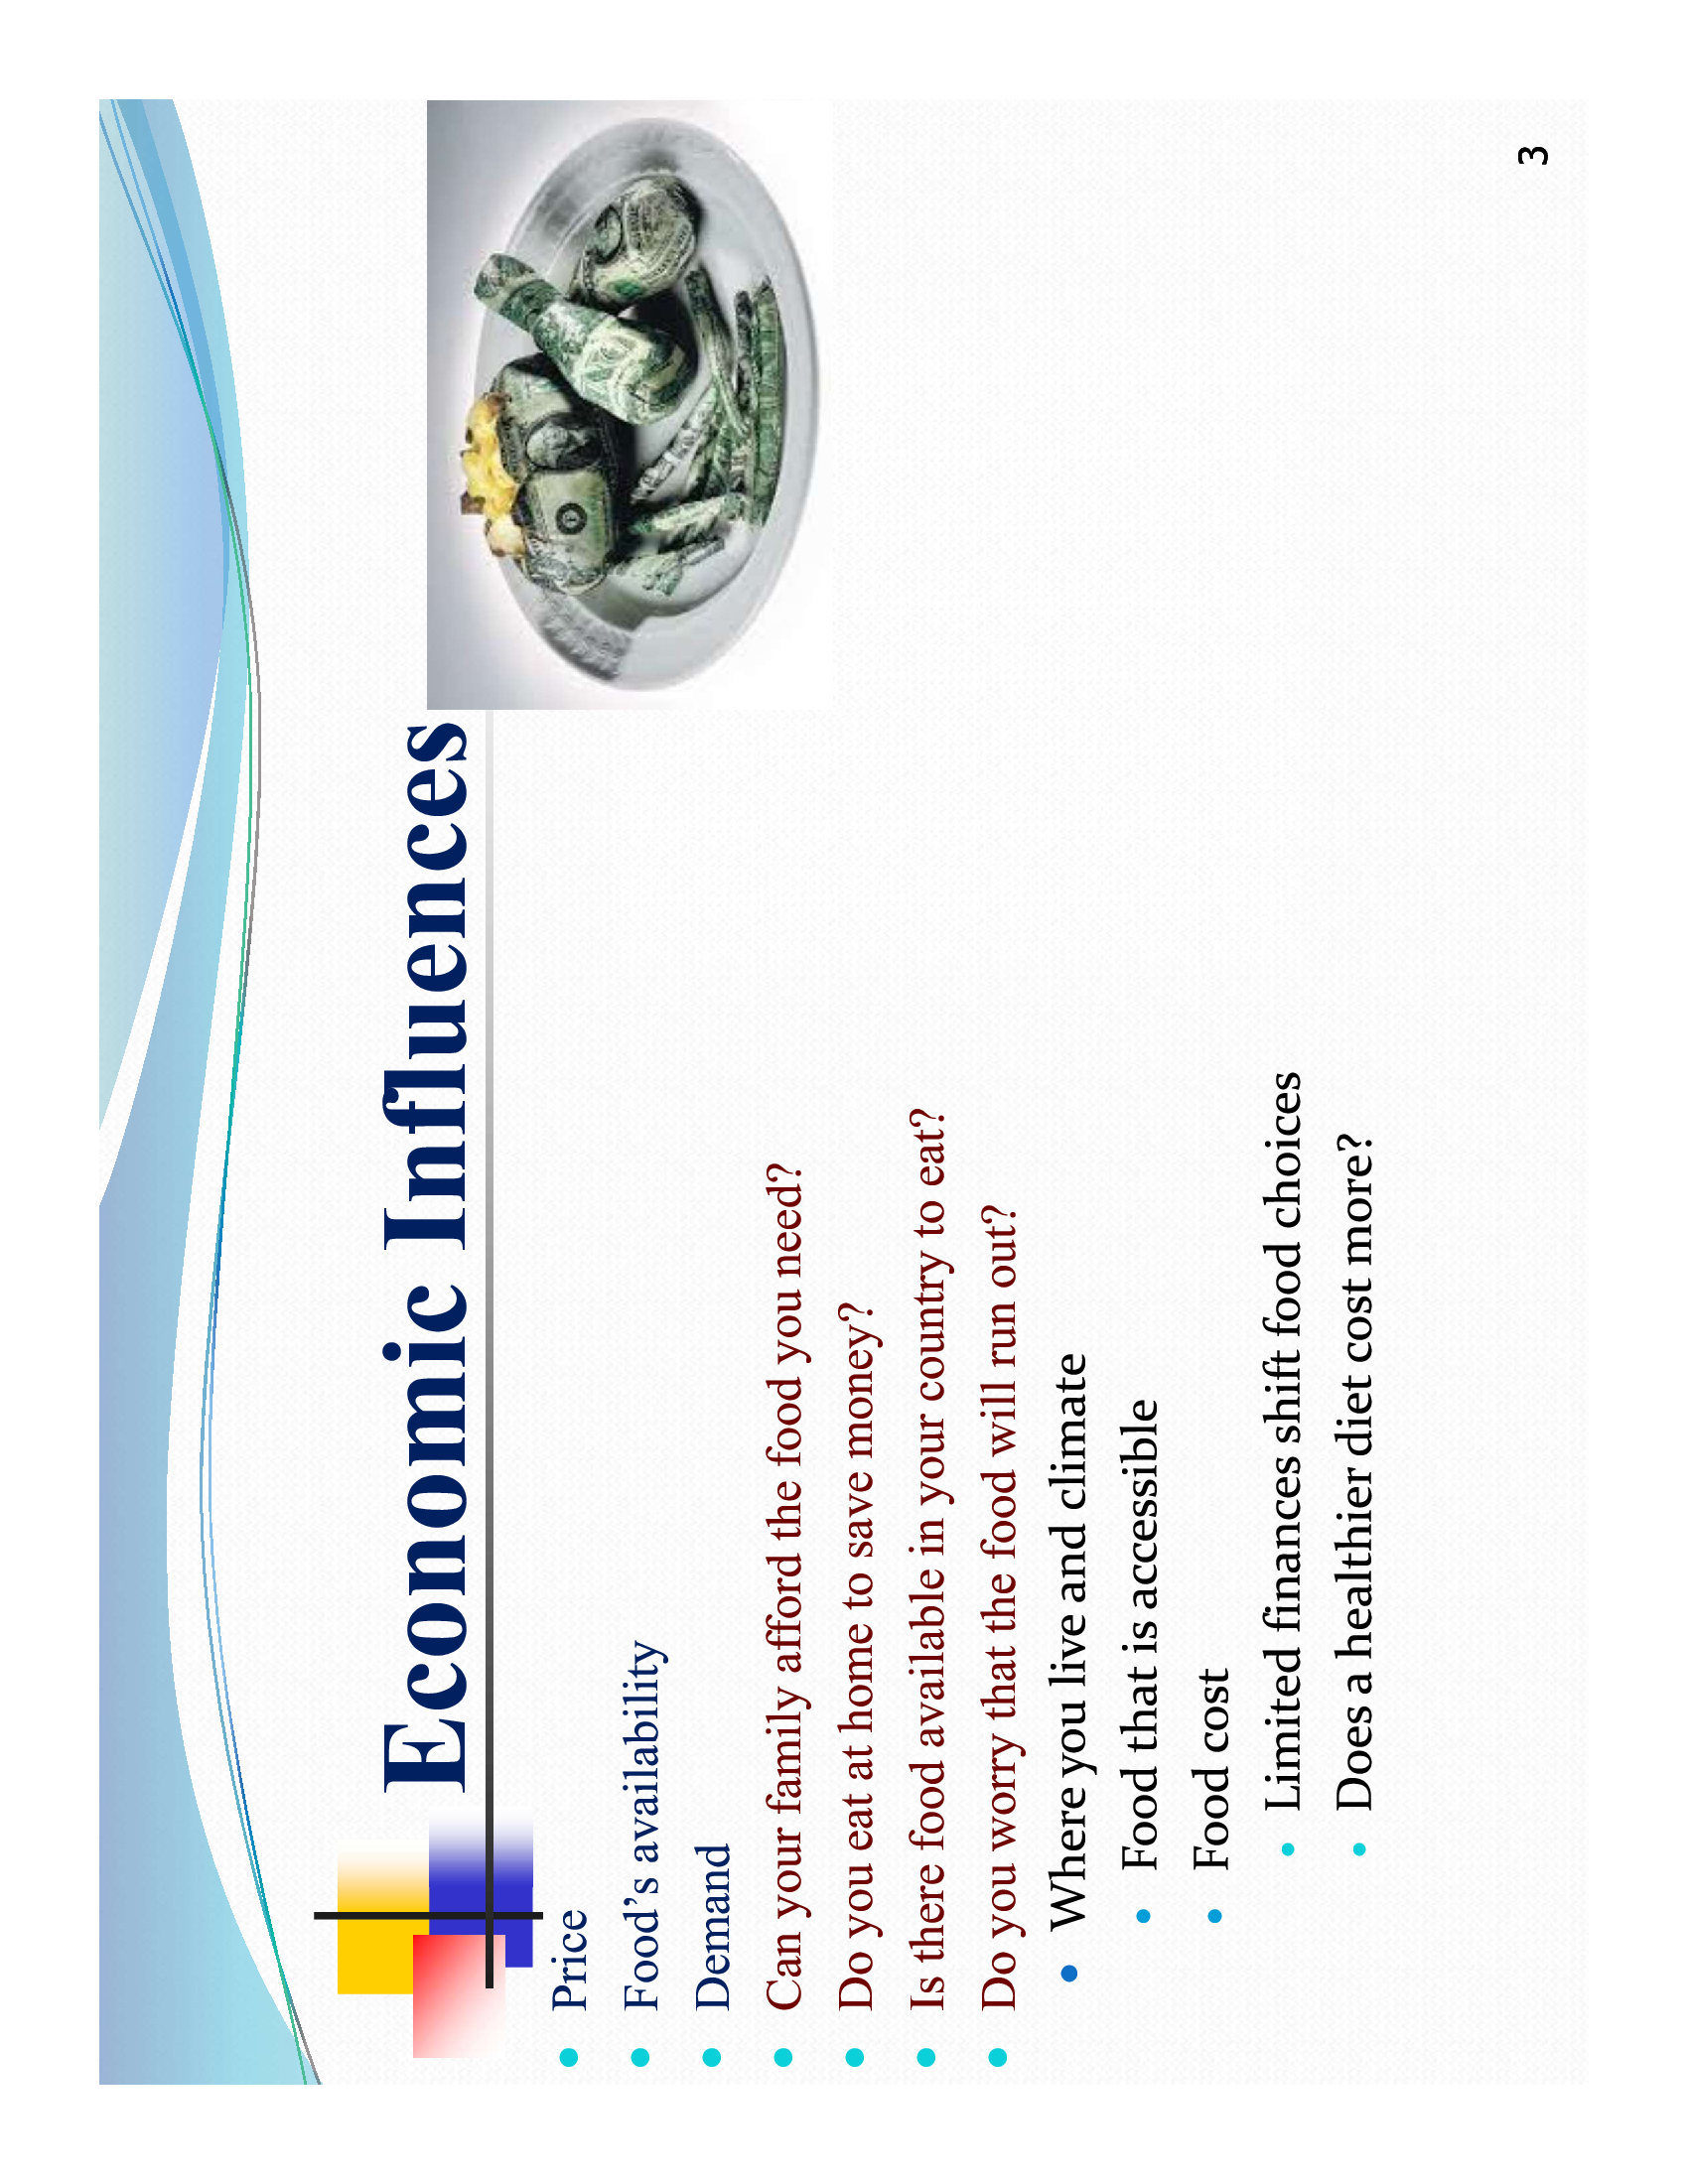 Economic Influences
• Price
• Food’s availability
• Demand
• Can your family afford the food you need?
• Do you eat at home to save money?
• Is there food available in your country to eat?
• Do you worry that the food will run out?
• Where you live and climate
• Food that is accessible
• Food cost
• Limited finances shift food choices
• Does a healthier diet cost more?
3